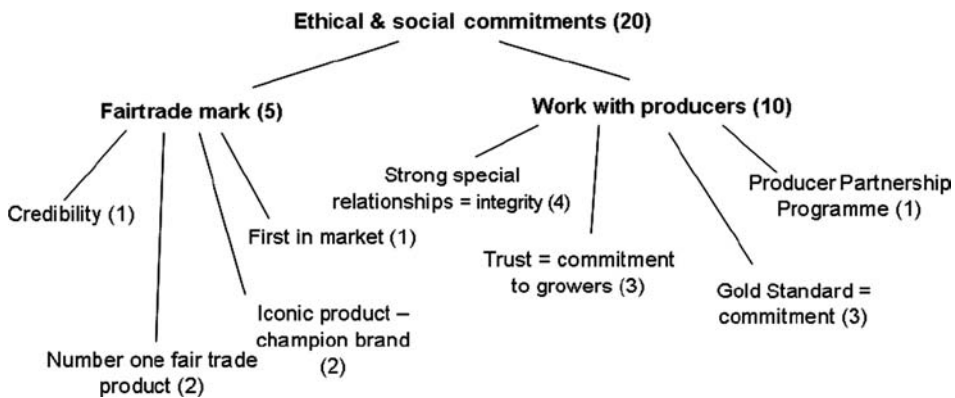 Ethical & social commitments (20)
Fairtrade mark (5)
Work with producers (10)
Credibility (1)
Number one fair trade
product (2)
Iconic product –
champion brand
(2)
First in market (1)
Strong special
relationships = integrity (4)
Trust = commitment
to growers (3)
Gold Standard =
commitment (3)
Producer Partnership
Programme (1)